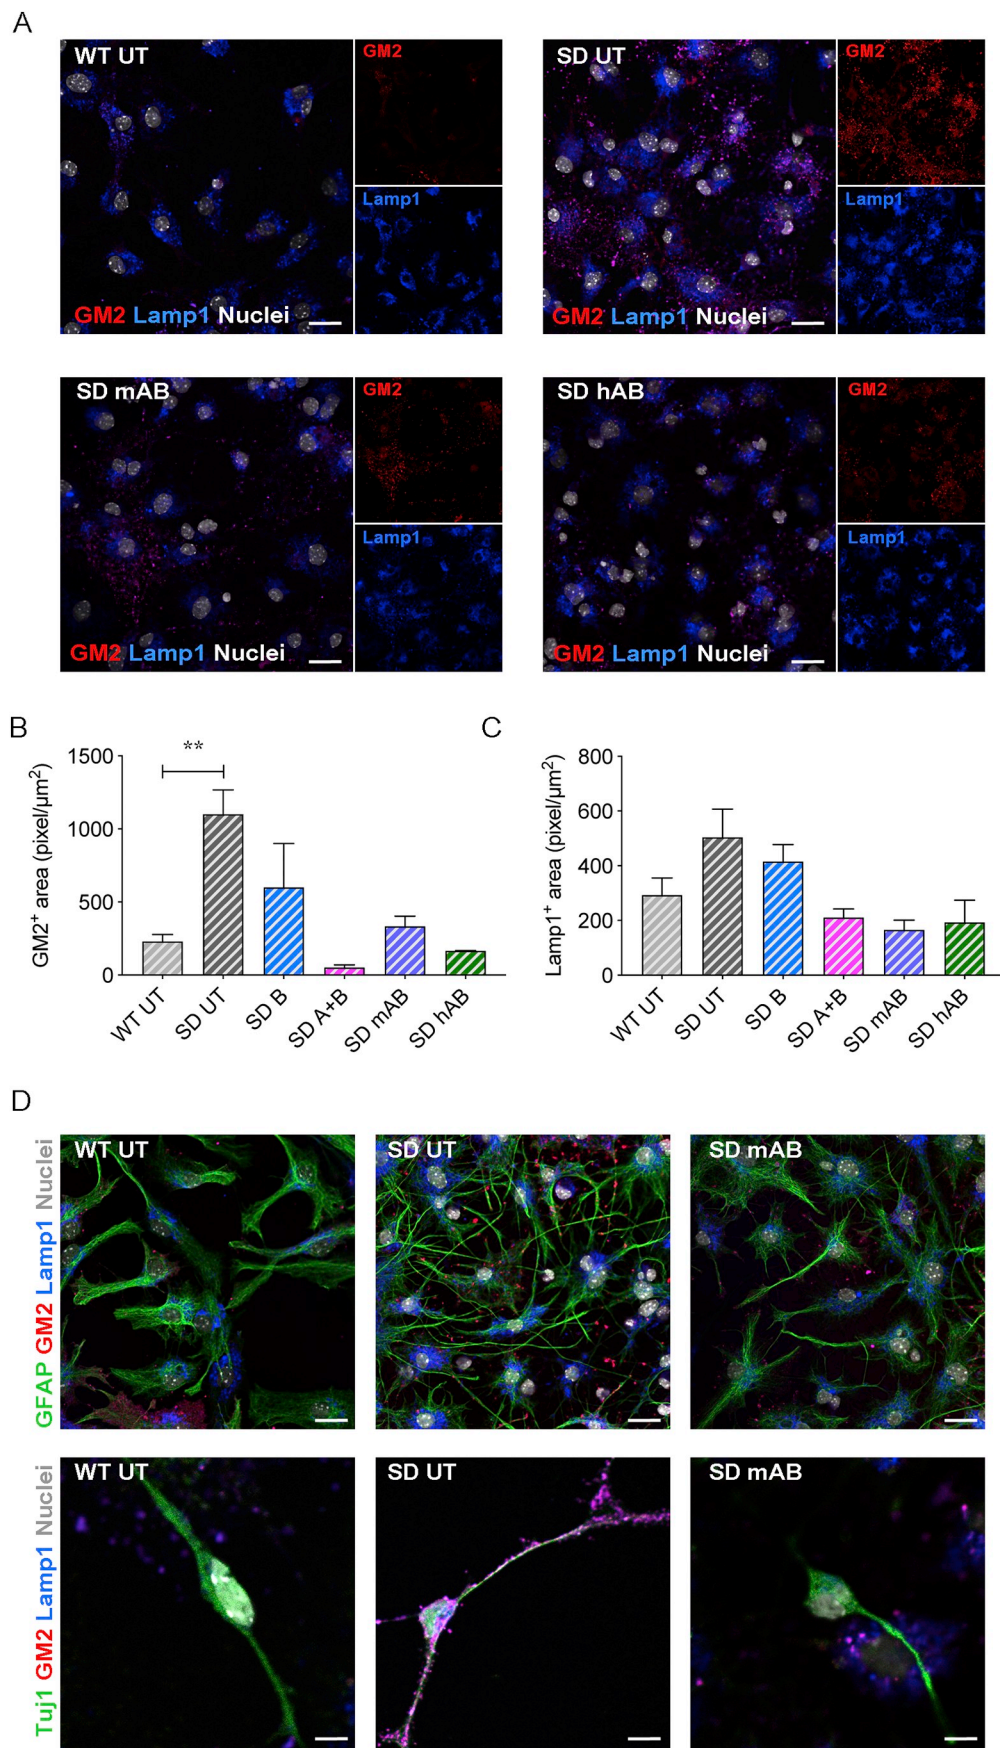 A
WT UT
GM2
Lamp1
GM2 Lamp1 Nuclei
SD UT
GM2
Lamp1
GM2 Lamp1 Nuclei
SD mAB
GM2
Lamp1
GM2 Lamp1 Nuclei
SD hAB
GM2
Lamp1
GM2 Lamp1 Nuclei
B
GM2⁺ area (pixel/µm²)
1500
1000
500
0
**
WT UT
SD UT
SD B
SD A+B
SD mAB
SD hAB
C
Lamp1⁺ area (pixel/µm²)
800
600
400
200
0
WT UT
SD UT
SD B
SD A+B
SD mAB
SD hAB
D
GFAP GM2 Lamp1 Nuclei
WT UT
SD UT
SD mAB
Tuj1 GM2 Lamp1 Nuclei
WT UT
SD UT
SD mAB